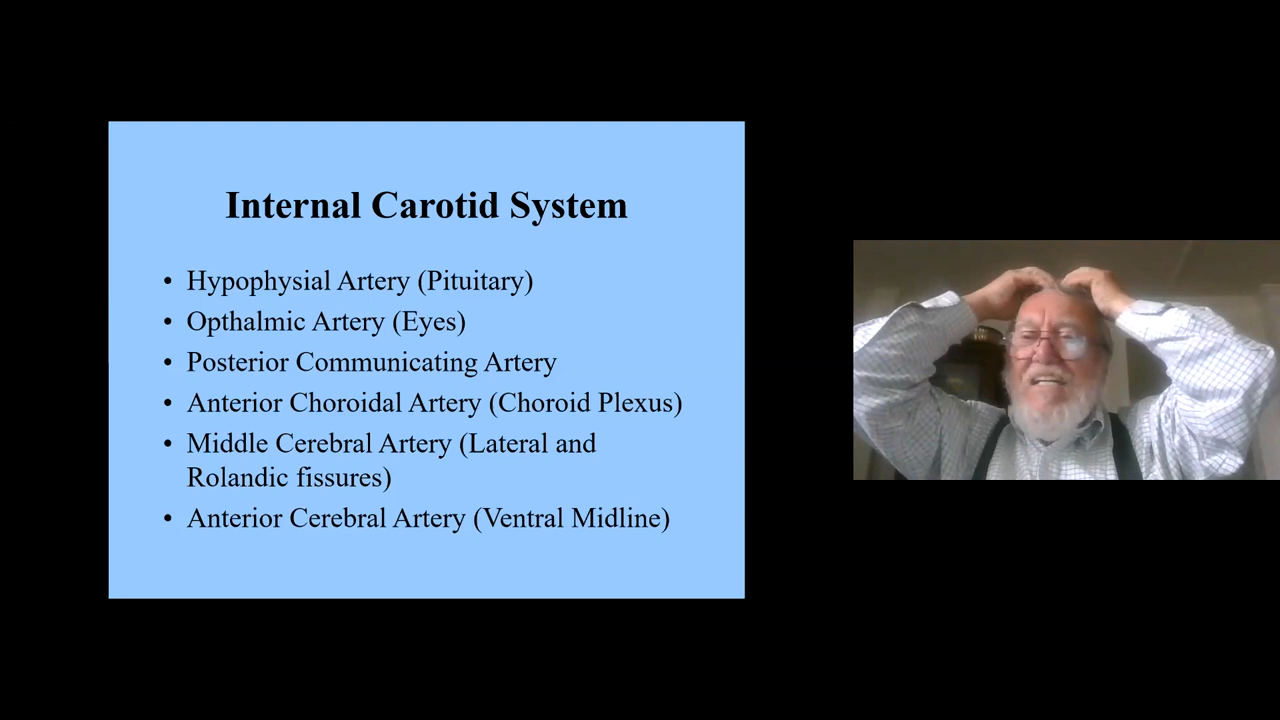 Internal Carotid System
• Hypophysial Artery (Pituitary)
• Opthalmic Artery (Eyes)
• Posterior Communicating Artery
• Anterior Choroidal Artery (Choroid Plexus)
• Middle Cerebral Artery (Lateral and
Rolandic fissures)
• Anterior Cerebral Artery (Ventral Midline)